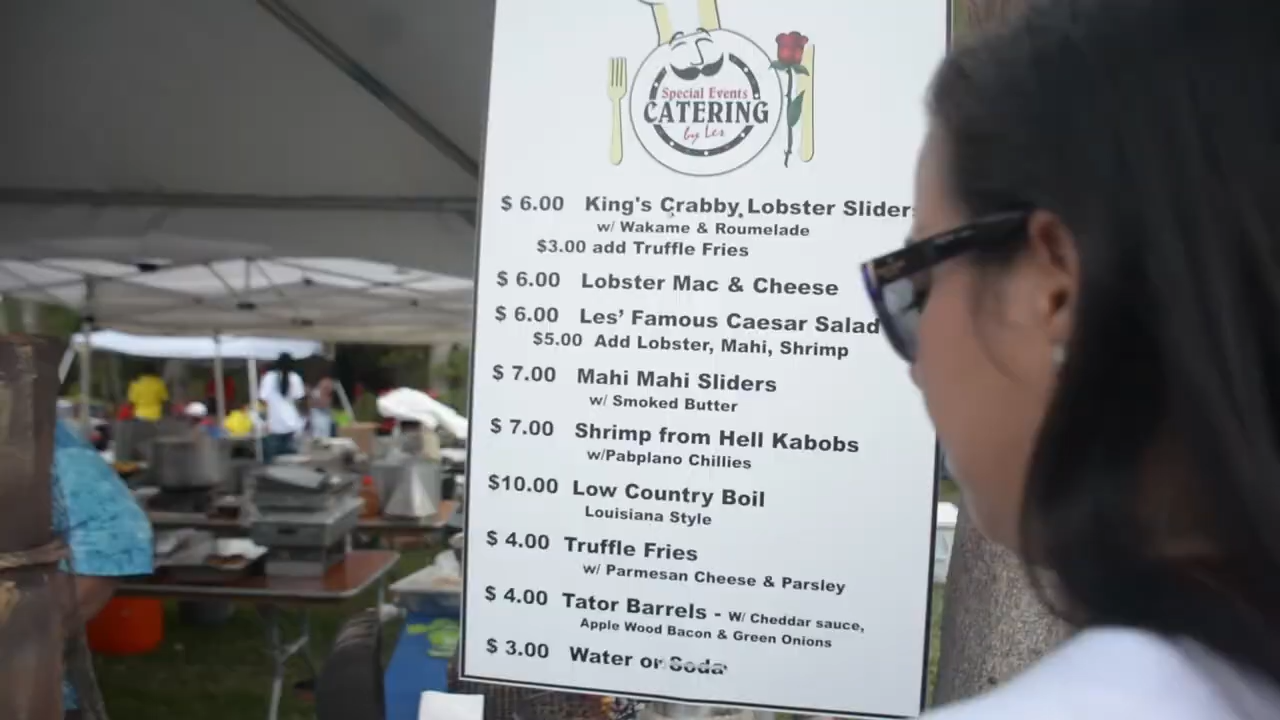 Special Events
CATERING
by Les
$ 6.00 King's Crabby Lobster Sliders
w/ Wakame & Roumelade
$3.00 add Truffle Fries
$ 6.00 Lobster Mac & Cheese
$ 6.00 Les' Famous Caesar Salad
$5.00 Add Lobster, Mahi, Shrimp
$ 7.00 Mahi Mahi Sliders
w/ Smoked Butter
$ 7.00 Shrimp from Hell Kabobs
w/Pabplano Chillies
$10.00 Low Country Boil
Louisiana Style
$ 4.00 Truffle Fries
w/ Parmesan Cheese & Parsley
$ 4.00 Tator Barrels - w/ Cheddar sauce,
Apple Wood Bacon & Green Onions
$ 3.00 Water or Soda